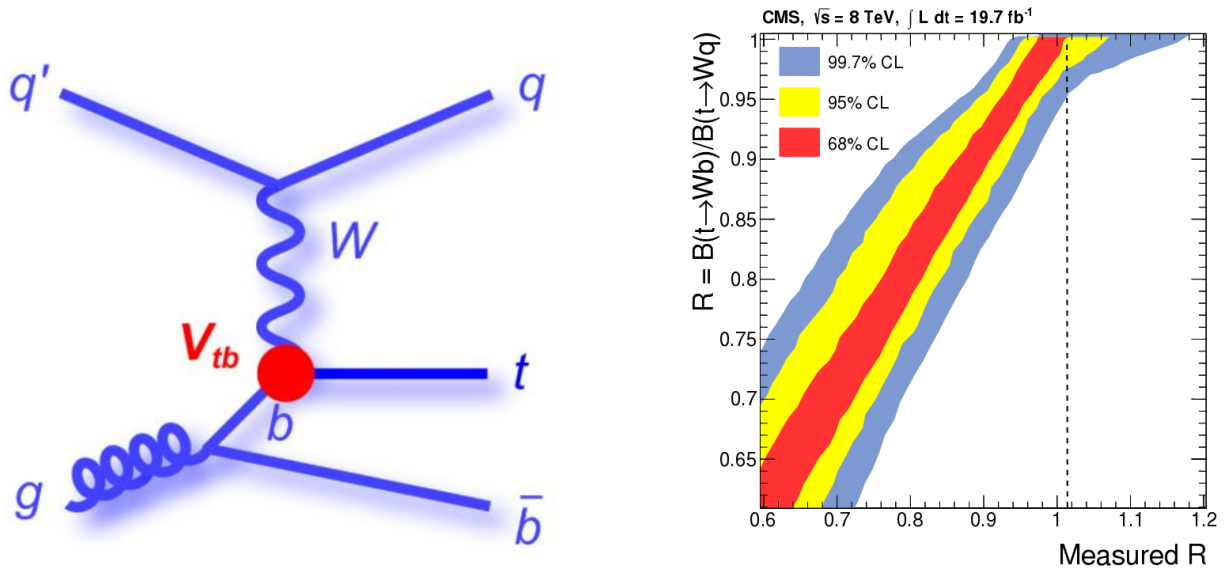 q′
q
W
V_tb
t
b
g
b̄
CMS, √s = 8 TeV, ∫ L dt = 19.7 fb⁻¹
R = B(t→Wb)/B(t→Wq)
1
0.95
0.9
0.85
0.8
0.75
0.7
0.65
99.7% CL
95% CL
68% CL
0.6 0.7 0.8 0.9 1 1.1 1.2
Measured R